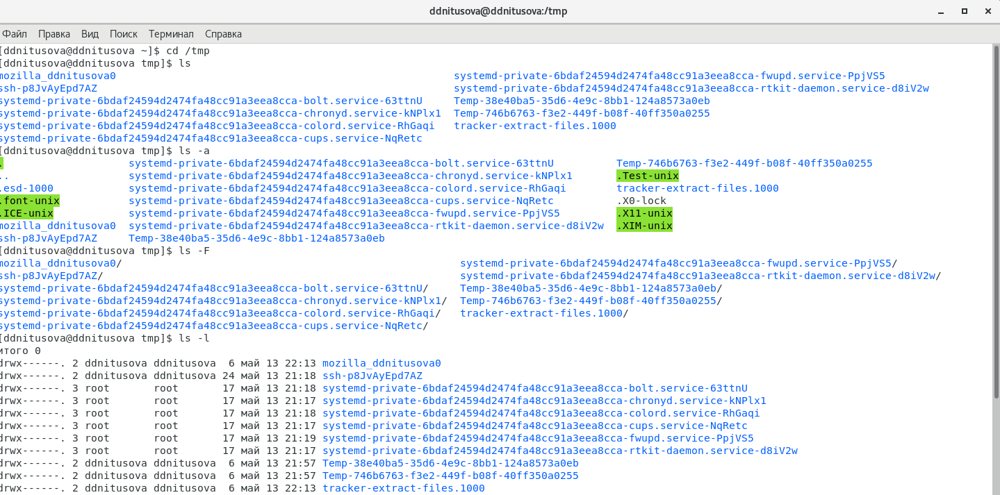 ddnitusova@ddnitusova:/tmp
Файл Правка Вид Поиск Терминал Справка
[ddnitusova@ddnitusova ~]$ cd /tmp
[ddnitusova@ddnitusova tmp]$ ls
mozilla_ddnitusova0 systemd-private-6bdaf24594d2474fa48cc91a3eea8cca-fwupd.service-PpjVS5
ssh-p8JvAyEpd7AZ systemd-private-6bdaf24594d2474fa48cc91a3eea8cca-rtkit-daemon.service-d8iV2w
systemd-private-6bdaf24594d2474fa48cc91a3eea8cca-bolt.service-63ttnU Temp-38e40ba5-35d6-4e9c-8bb1-124a8573a0eb
systemd-private-6bdaf24594d2474fa48cc91a3eea8cca-chronyd.service-kNPlx1 Temp-746b6763-f3e2-449f-b08f-40ff350a0255
systemd-private-6bdaf24594d2474fa48cc91a3eea8cca-colord.service-RhGaqi tracker-extract-files.1000
systemd-private-6bdaf24594d2474fa48cc91a3eea8cca-cups.service-NqRetc
[ddnitusova@ddnitusova tmp]$ ls -a
. systemd-private-6bdaf24594d2474fa48cc91a3eea8cca-bolt.service-63ttnU Temp-746b6763-f3e2-449f-b08f-40ff350a0255
.. systemd-private-6bdaf24594d2474fa48cc91a3eea8cca-chronyd.service-kNPlx1 .Test-unix
.esd-1000 systemd-private-6bdaf24594d2474fa48cc91a3eea8cca-colord.service-RhGaqi tracker-extract-files.1000
.font-unix systemd-private-6bdaf24594d2474fa48cc91a3eea8cca-cups.service-NqRetc .X0-lock
.ICE-unix systemd-private-6bdaf24594d2474fa48cc91a3eea8cca-fwupd.service-PpjVS5 .X11-unix
mozilla_ddnitusova0 systemd-private-6bdaf24594d2474fa48cc91a3eea8cca-rtkit-daemon.service-d8iV2w .XIM-unix
ssh-p8JvAyEpd7AZ Temp-38e40ba5-35d6-4e9c-8bb1-124a8573a0eb
[ddnitusova@ddnitusova tmp]$ ls -F
mozilla_ddnitusova0/ systemd-private-6bdaf24594d2474fa48cc91a3eea8cca-fwupd.service-PpjVS5/
ssh-p8JvAyEpd7AZ/ systemd-private-6bdaf24594d2474fa48cc91a3eea8cca-rtkit-daemon.service-d8iV2w/
systemd-private-6bdaf24594d2474fa48cc91a3eea8cca-bolt.service-63ttnU/ Temp-38e40ba5-35d6-4e9c-8bb1-124a8573a0eb/
systemd-private-6bdaf24594d2474fa48cc91a3eea8cca-chronyd.service-kNPlx1/ Temp-746b6763-f3e2-449f-b08f-40ff350a0255/
systemd-private-6bdaf24594d2474fa48cc91a3eea8cca-colord.service-RhGaqi/ tracker-extract-files.1000/
systemd-private-6bdaf24594d2474fa48cc91a3eea8cca-cups.service-NqRetc/
[ddnitusova@ddnitusova tmp]$ ls -l
итого 0
drwx------. 2 ddnitusova ddnitusova 6 май 13 22:13 mozilla_ddnitusova0
drwx------. 2 ddnitusova ddnitusova 24 май 13 21:18 ssh-p8JvAyEpd7AZ
drwx------. 3 root root 17 май 13 21:18 systemd-private-6bdaf24594d2474fa48cc91a3eea8cca-bolt.service-63ttnU
drwx------. 3 root root 17 май 13 21:17 systemd-private-6bdaf24594d2474fa48cc91a3eea8cca-chronyd.service-kNPlx1
drwx------. 3 root root 17 май 13 21:18 systemd-private-6bdaf24594d2474fa48cc91a3eea8cca-colord.service-RhGaqi
drwx------. 3 root root 17 май 13 21:17 systemd-private-6bdaf24594d2474fa48cc91a3eea8cca-cups.service-NqRetc
drwx------. 3 root root 17 май 13 21:19 systemd-private-6bdaf24594d2474fa48cc91a3eea8cca-fwupd.service-PpjVS5
drwx------. 3 root root 17 май 13 21:17 systemd-private-6bdaf24594d2474fa48cc91a3eea8cca-rtkit-daemon.service-d8iV2w
drwx------. 2 ddnitusova ddnitusova 6 май 13 21:57 Temp-38e40ba5-35d6-4e9c-8bb1-124a8573a0eb
drwx------. 2 ddnitusova ddnitusova 6 май 13 21:57 Temp-746b6763-f3e2-449f-b08f-40ff350a0255
drwx------. 2 ddnitusova ddnitusova 6 май 13 22:13 tracker-extract-files.1000